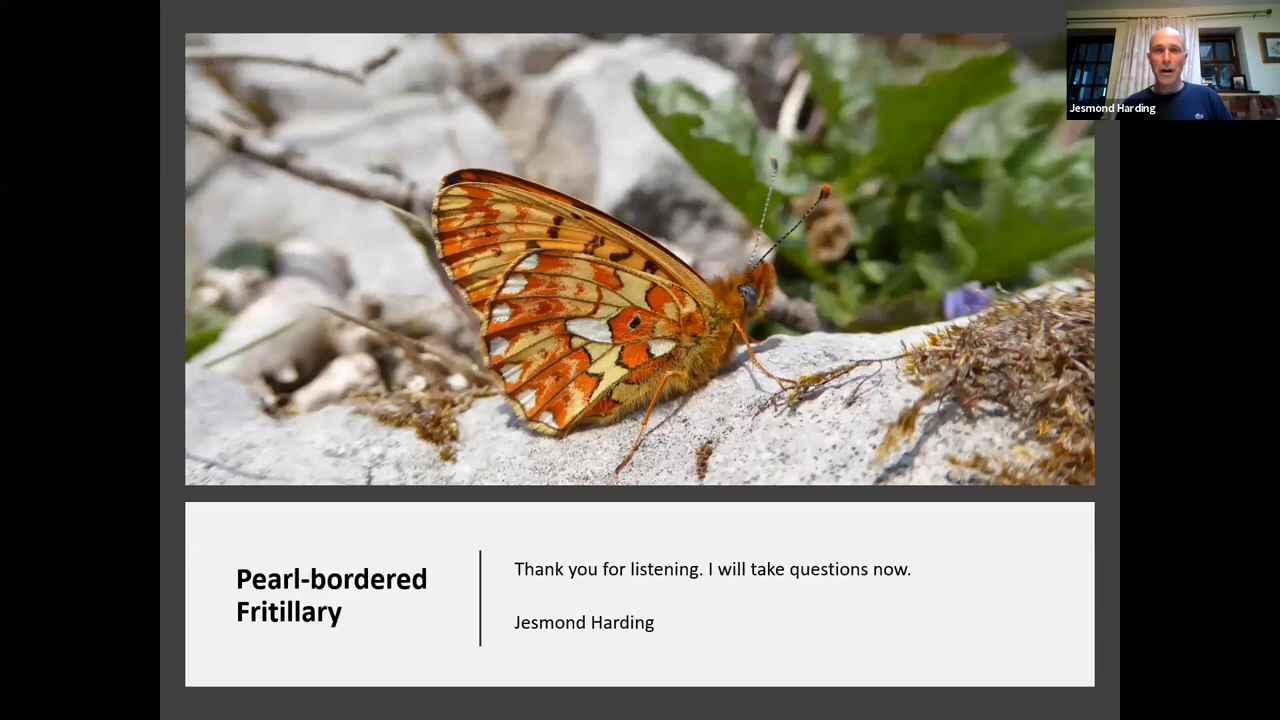 Jesmond Harding
Pearl-bordered
Fritillary
Thank you for listening. I will take questions now.
Jesmond Harding